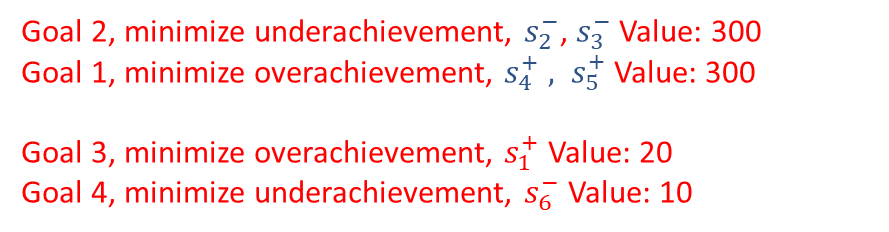 Goal 2, minimize underachievement, s₂⁻, s₃⁻ Value: 300
Goal 1, minimize overachievement, s₄⁺ , s₅⁺ Value: 300
Goal 3, minimize overachievement, s₁⁺ Value: 20
Goal 4, minimize underachievement, s₆⁻ Value: 10